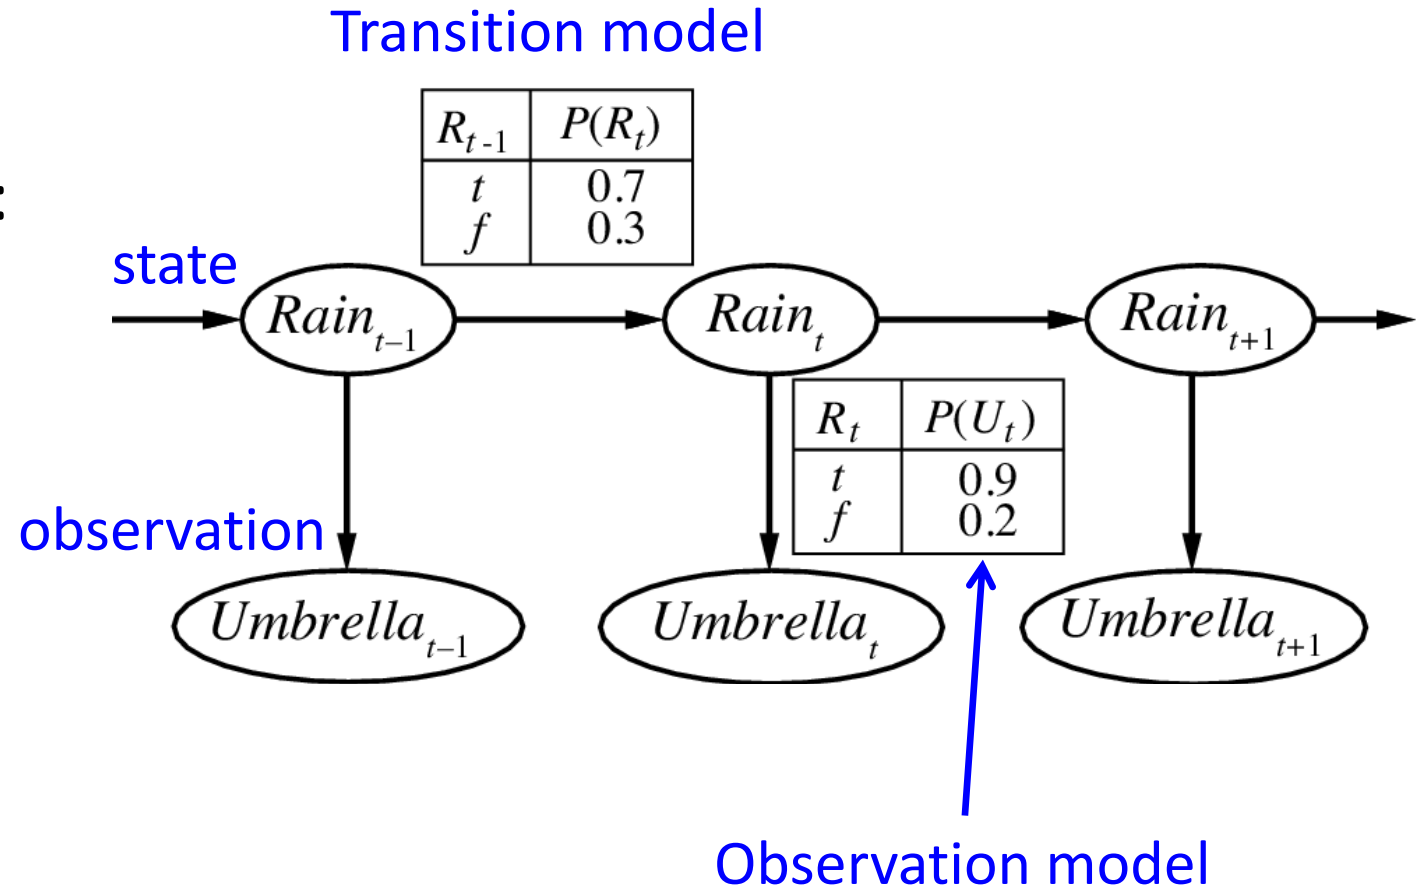 Transition model
R_{t-1} P(R_t)
t 0.7
f 0.3
:
state
Rain_{t–1} Rain_t Rain_{t+1}
R_t P(U_t)
t 0.9
f 0.2
observation
Umbrella_{t–1} Umbrella_t Umbrella_{t+1}
Observation model